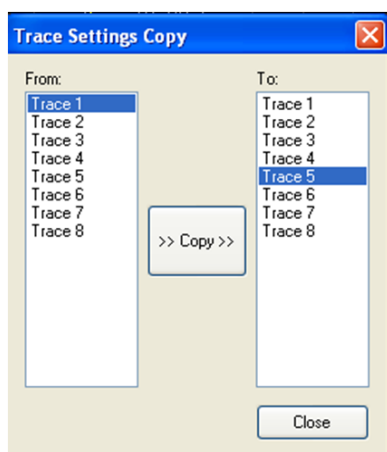 Trace Settings Copy
From:
Trace 1
Trace 2
Trace 3
Trace 4
Trace 5
Trace 6
Trace 7
Trace 8
>> Copy >>
To:
Trace 1
Trace 2
Trace 3
Trace 4
Trace 5
Trace 6
Trace 7
Trace 8
Close